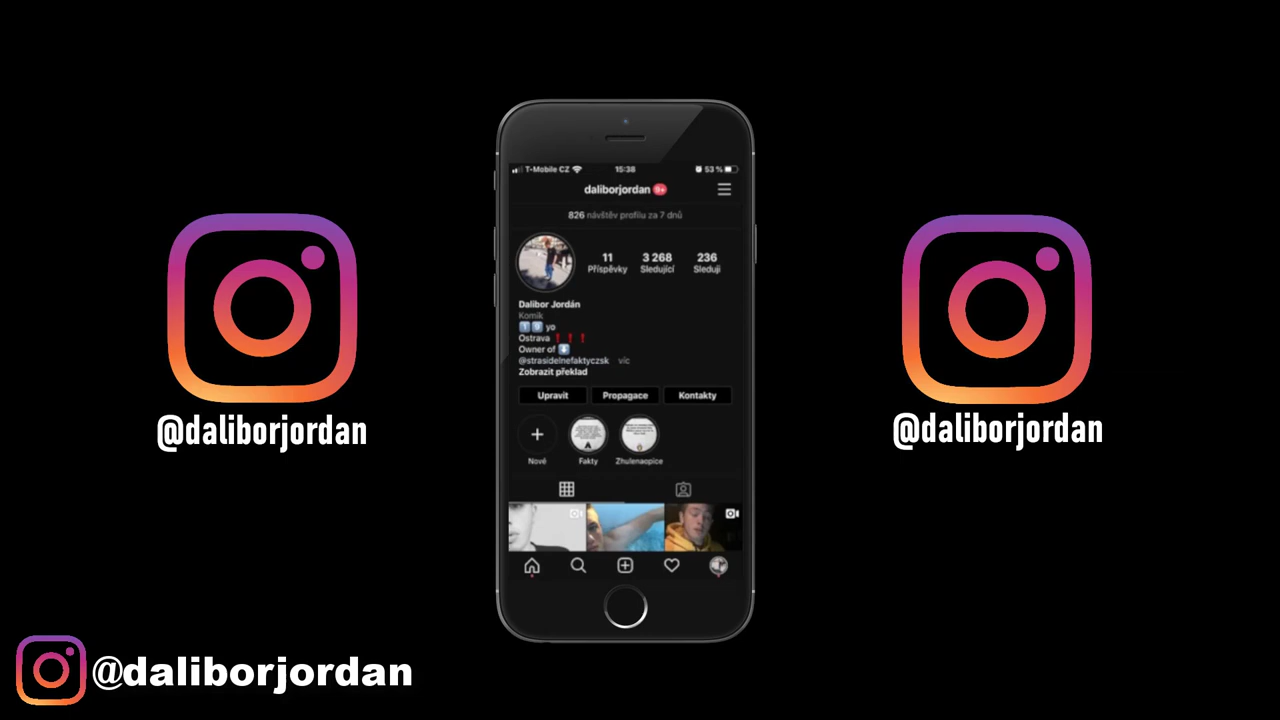 T-Mobile CZ 15:38 53 %
daliborjordan 9+
826 návštěv profilu za 7 dnů
11 3 268 236
Příspěvky Sledující Sleduji
Dalibor Jordán
Komik
19 yo
Ostrava ❗❗❗
Owner of ⬇
@strasidelnefaktyczsk víc
Zobrazit překlad
Upravit Propagace Kontakty
Nové Fakty Zhulenaopice
@daliborjordan
@daliborjordan
@daliborjordan